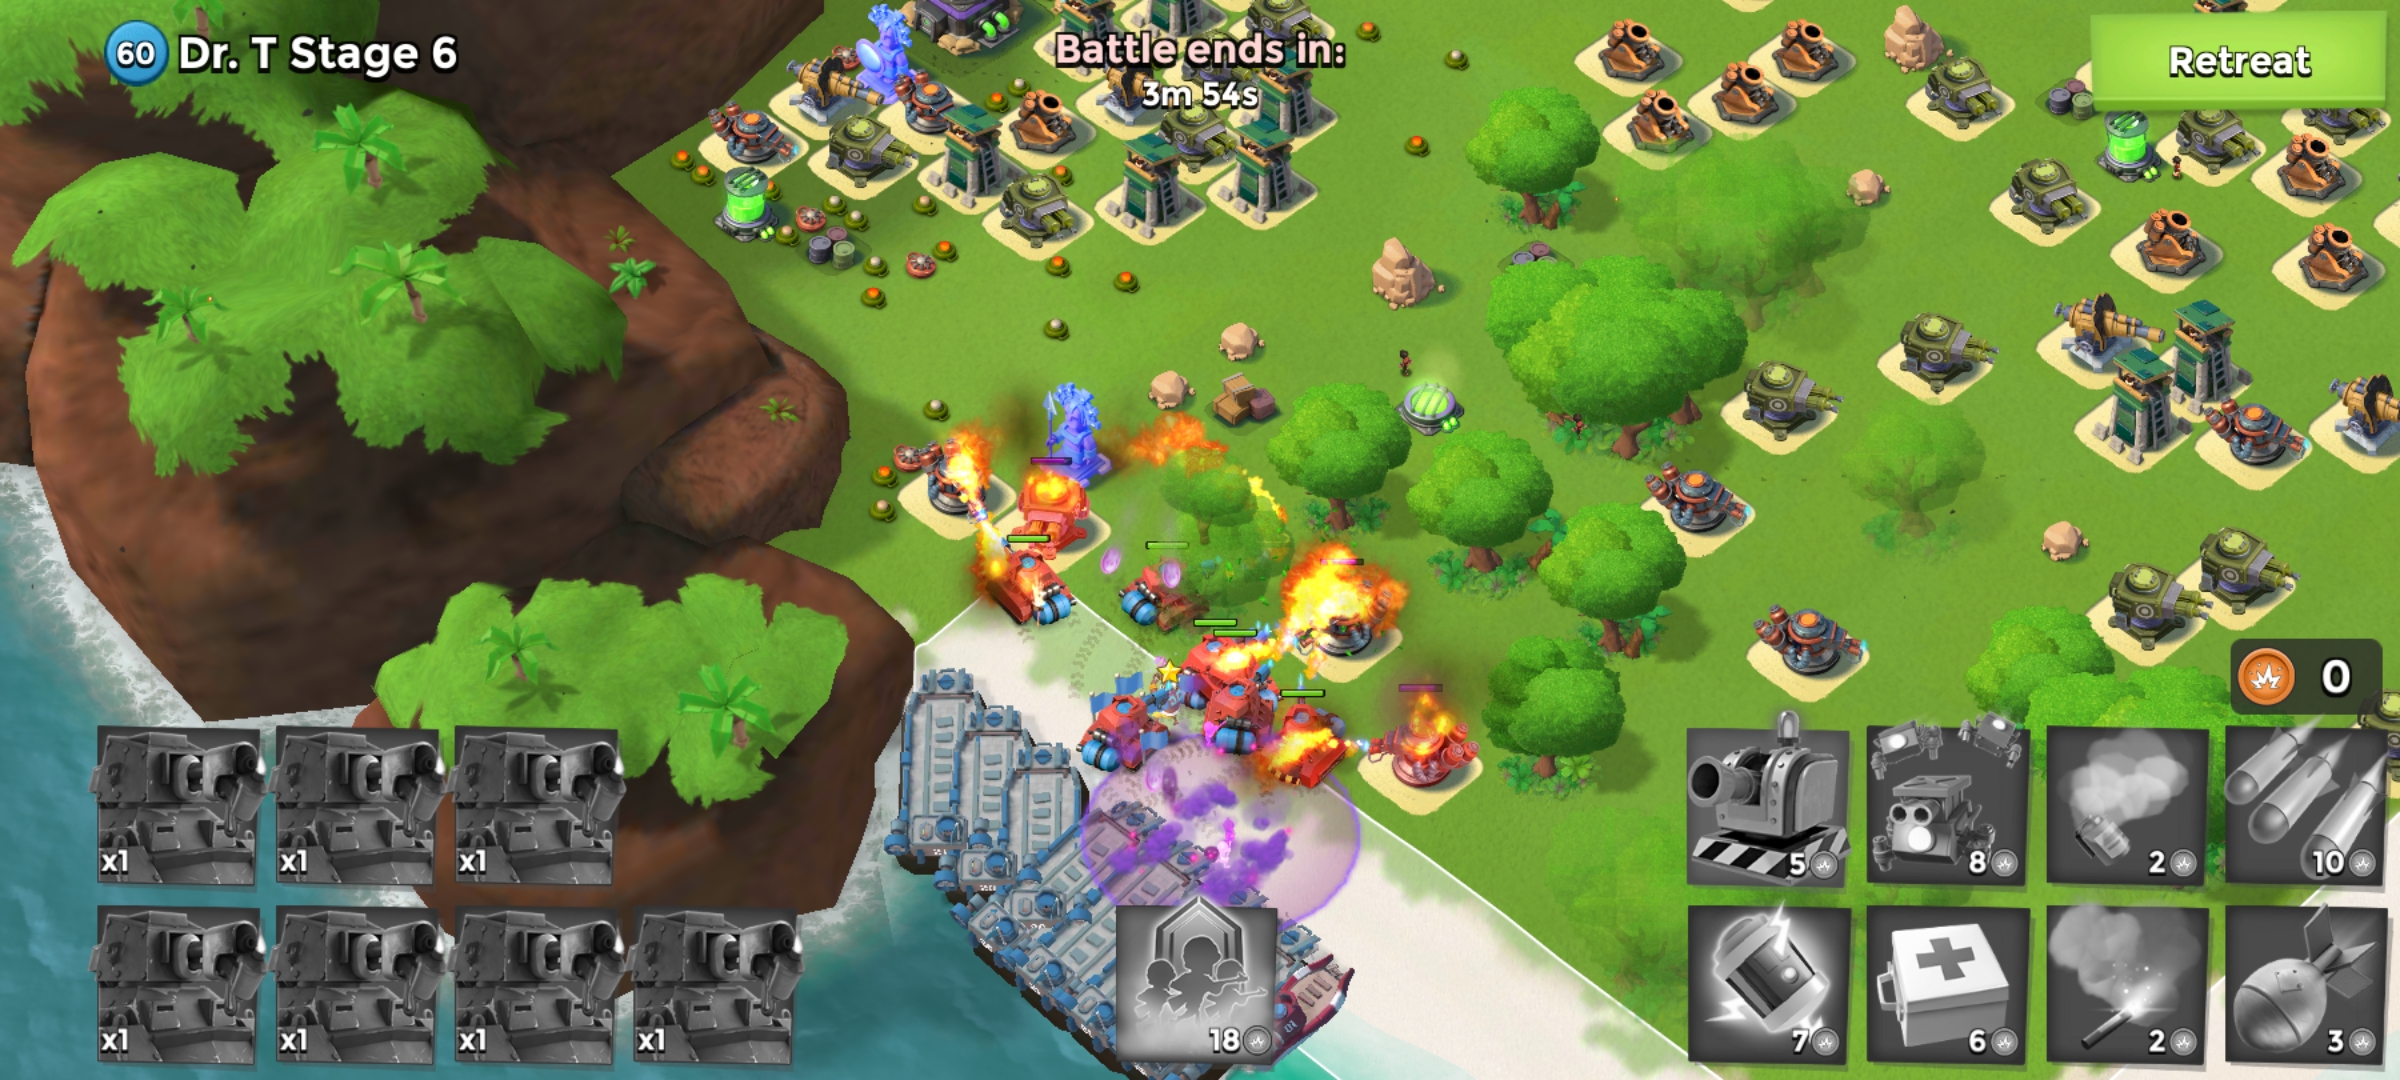 60 Dr. T Stage 6
Battle ends in:
3m 54s
Retreat
0
x1 x1 x1
5 8 2 10
x1 x1 x1 x1
18
7 6 2 3